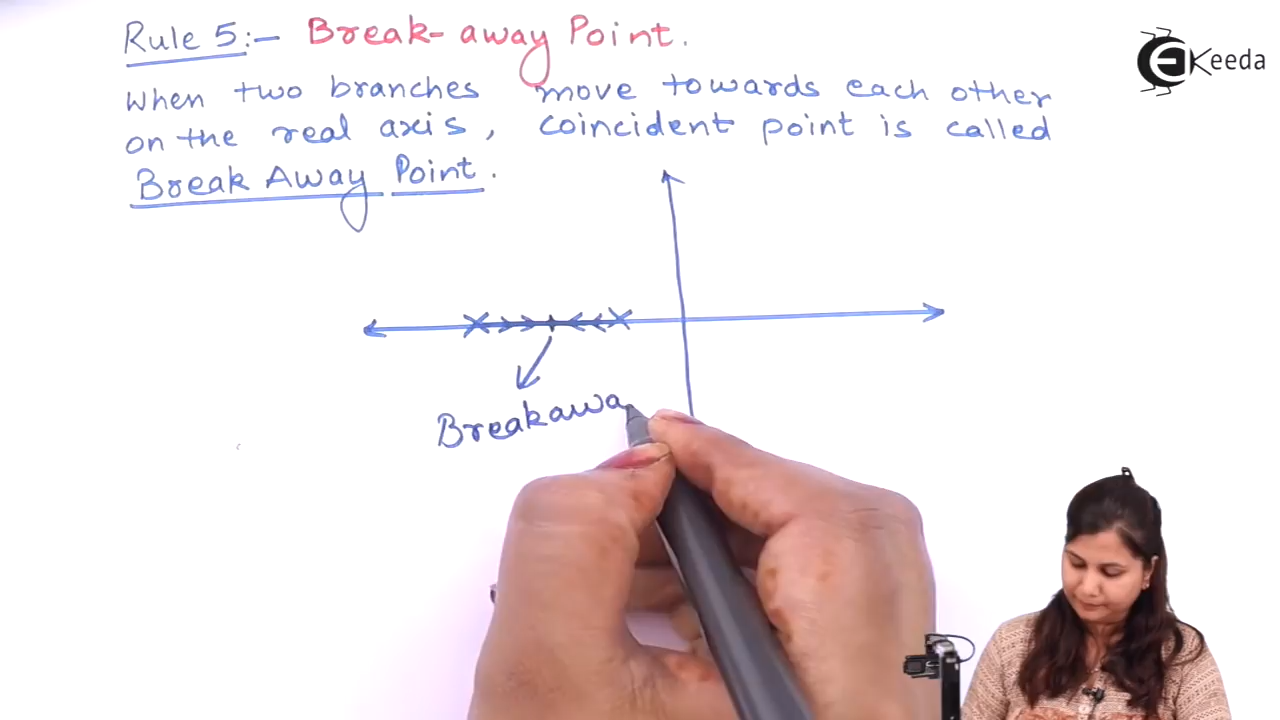 Rule 5:- Break-away Point.
When two branches move towards each other
on the real axis, coincident point is called
Break Away Point.
Breakawa
Keeda